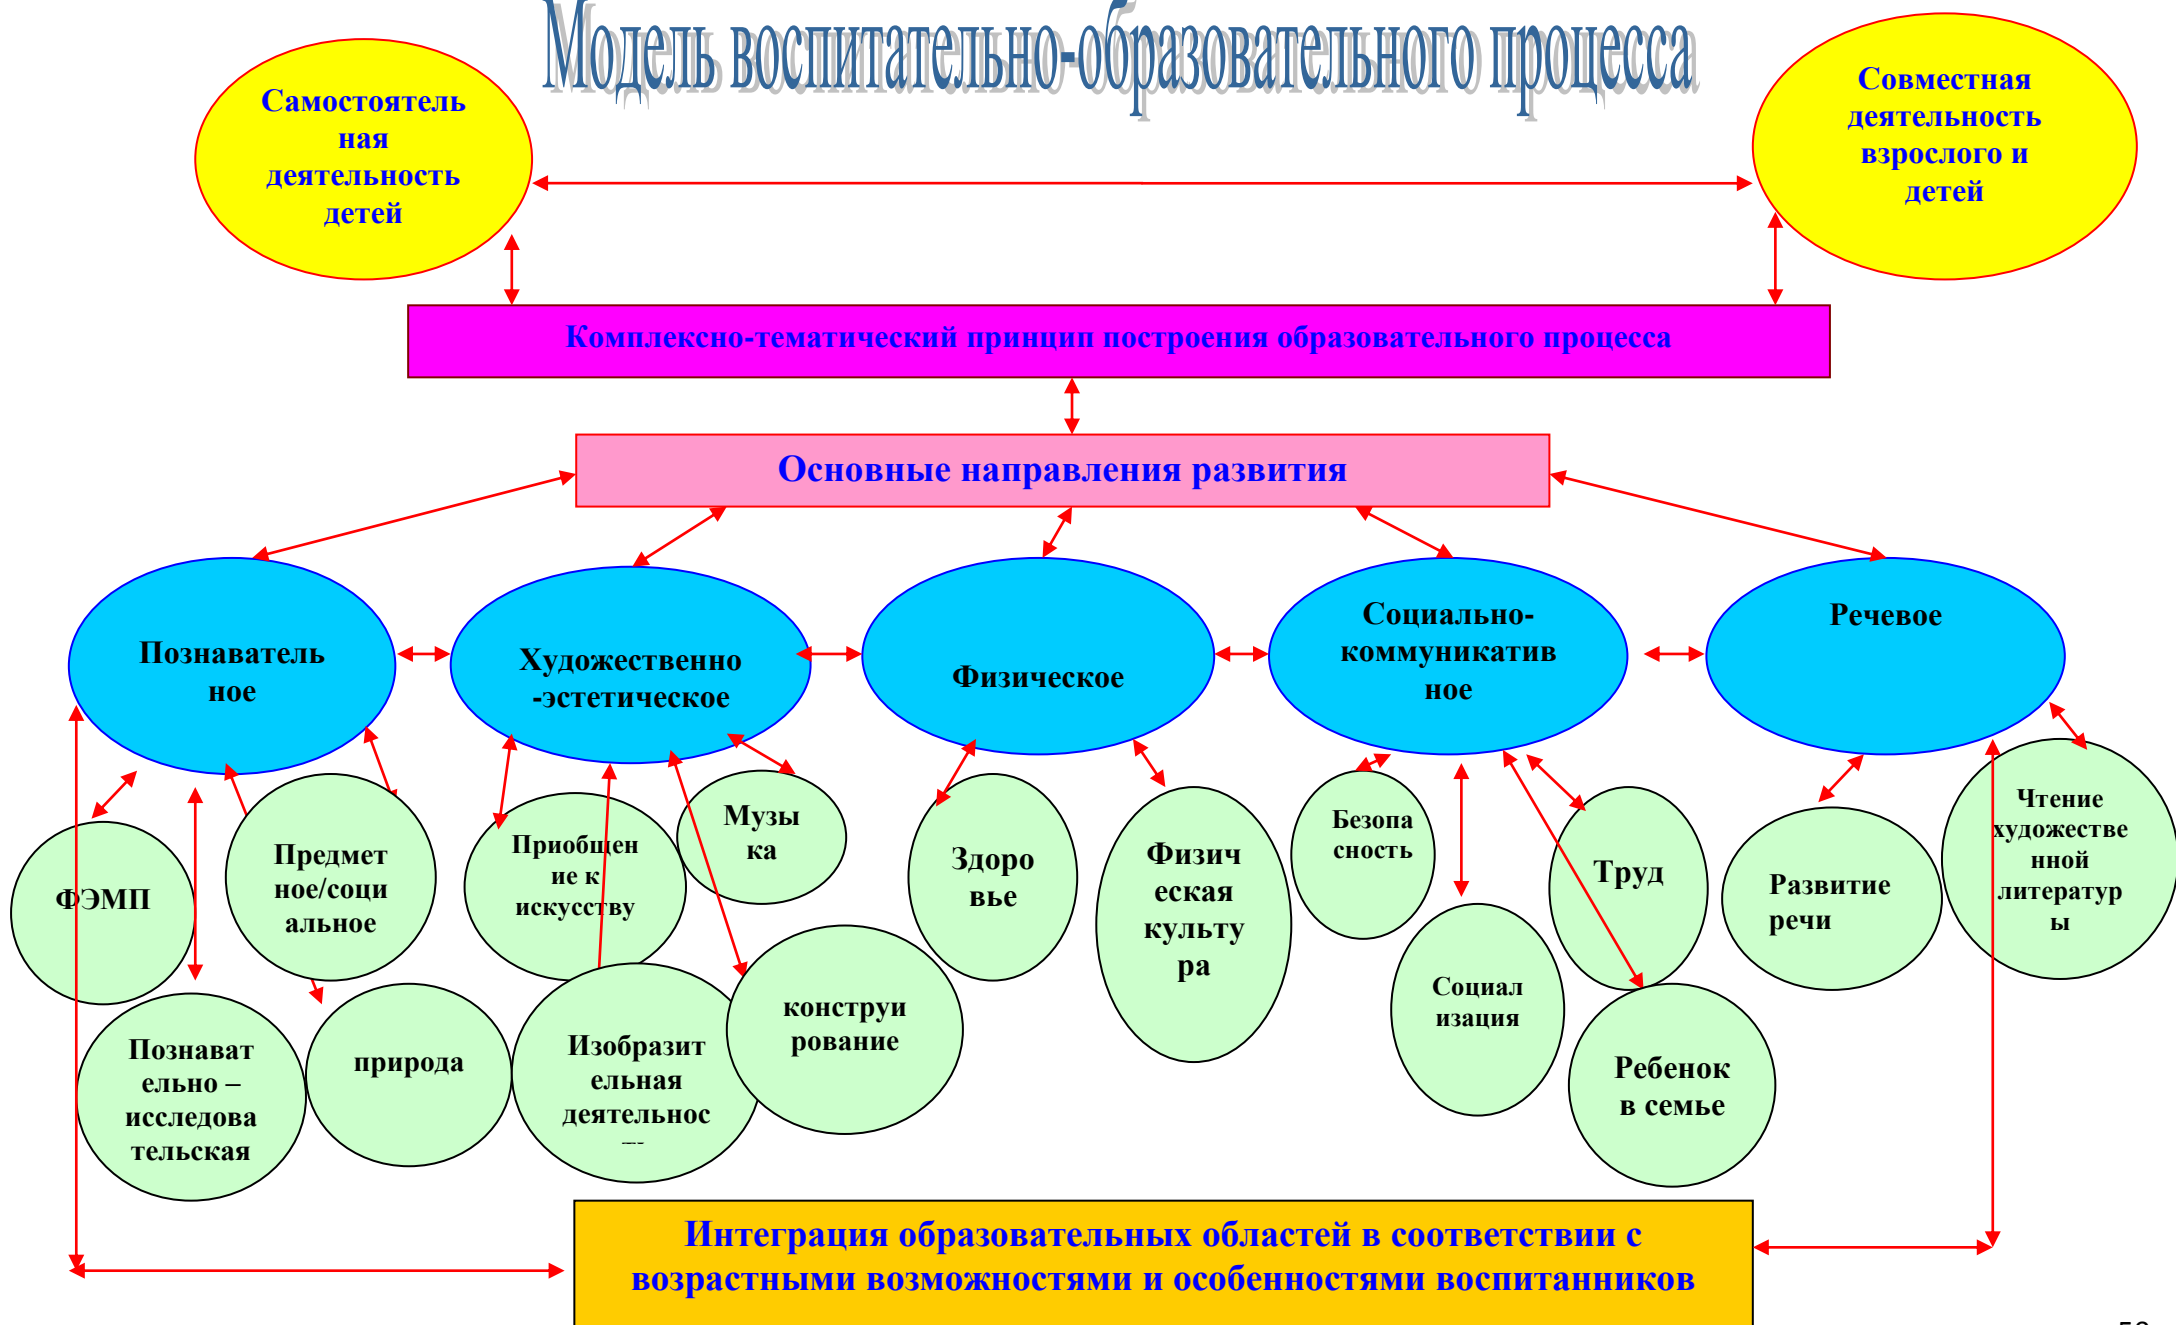 Модель воспитательно-образовательного процесса
Самостоятель
ная
деятельность
детей
Совместная
деятельность
взрослого и
детей
Комплексно-тематический принцип построения образовательного процесса
Основные направления развития
Познаватель
ное
Художественно
-эстетическое
Физическое
Социально-
коммуникатив
ное
Речевое
ФЭМП
Предмет
ное/соци
альное
Приобщен
ие к
искусству
Музы
ка
Здоро
вье
Физич
еская
культу
ра
Безопа
сность
Труд
Развитие
речи
Чтение
художестве
нной
литератур
ы
Познават
ельно –
исследова
тельская
природа
Изобразит
ельная
деятельнос
конструи
рование
Социал
изация
Ребенок
в семье
Интеграция образовательных областей в соответствии с
возрастными возможностями и особенностями воспитанников